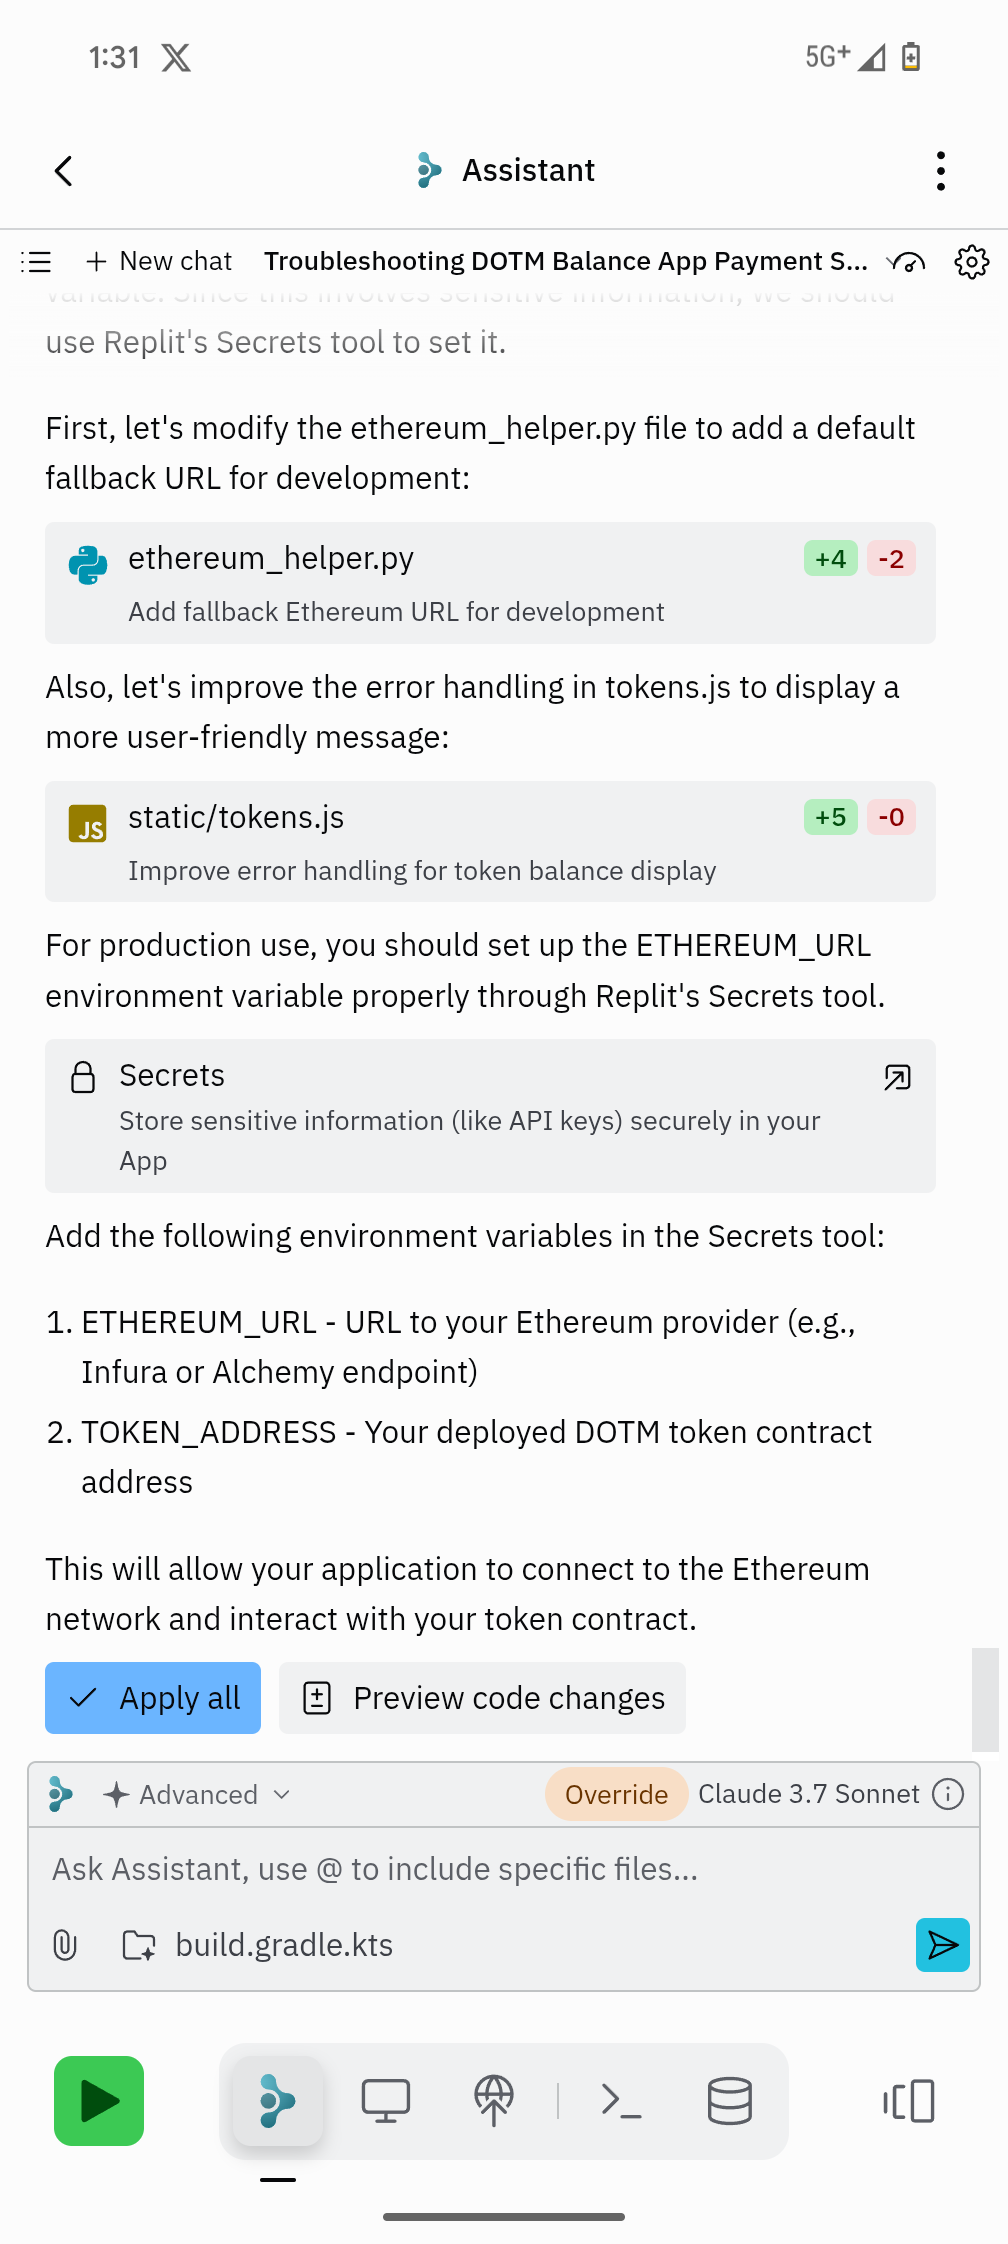 1:31
5G+
Assistant
New chat
Troubleshooting DOTM Balance App Payment S...
variable. Since this involves sensitive information, we should
use Replit's Secrets tool to set it.
First, let's modify the ethereum_helper.py file to add a default
fallback URL for development:
ethereum_helper.py
+4 -2
Add fallback Ethereum URL for development
Also, let's improve the error handling in tokens.js to display a
more user-friendly message:
JS
static/tokens.js
+5 -0
Improve error handling for token balance display
For production use, you should set up the ETHEREUM_URL
environment variable properly through Replit's Secrets tool.
Secrets
Store sensitive information (like API keys) securely in your
App
Add the following environment variables in the Secrets tool:
1. ETHEREUM_URL - URL to your Ethereum provider (e.g.,
Infura or Alchemy endpoint)
2. TOKEN_ADDRESS - Your deployed DOTM token contract
address
This will allow your application to connect to the Ethereum
network and interact with your token contract.
Apply all
Preview code changes
Advanced
Override
Claude 3.7 Sonnet
Ask Assistant, use @ to include specific files...
build.gradle.kts